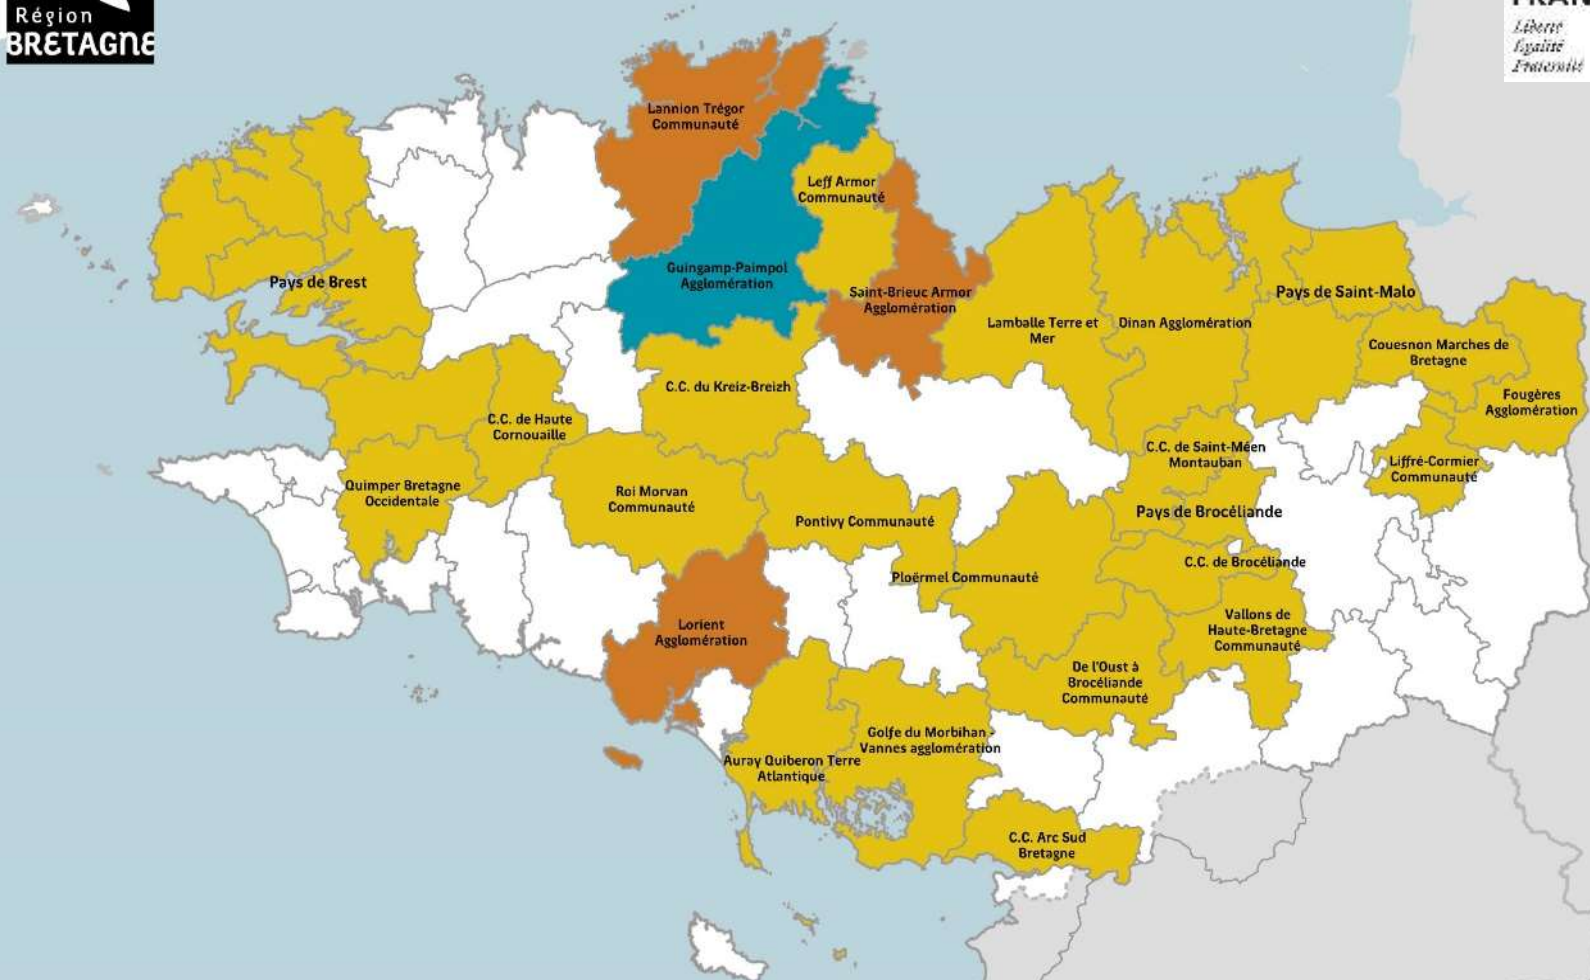 Région
BRETAGNE
Liberté
Égalité
Fraternité
Lannion Trégor
Communauté
Leff Armor
Communauté
Guingamp-Paimpol
Agglomération
Pays de Brest
Saint-Brieuc Armor
Agglomération
Pays de Saint-Malo
Lamballe Terre et
Mer
Dinan Agglomération
Couesnon Marches de
Bretagne
C.C. du Kreiz-Breizh
Fougères
Agglomération
C.C. de Haute
Cornouaille
C.C. de Saint-Méen
Montauban
Liffré-Cormier
Communauté
Quimper Bretagne
Occidentale
Roi Morvan
Communauté
Pontivy Communauté
Pays de Brocéliande
C.C. de Brocéliande
Ploërmel Communauté
Lorient
Agglomération
Vallons de
Haute-Bretagne
Communauté
De l'Oust à
Brocéliande
Communauté
Golfe du Morbihan -
Vannes agglomération
Auray Quiberon Terre
Atlantique
C.C. Arc Sud
Bretagne